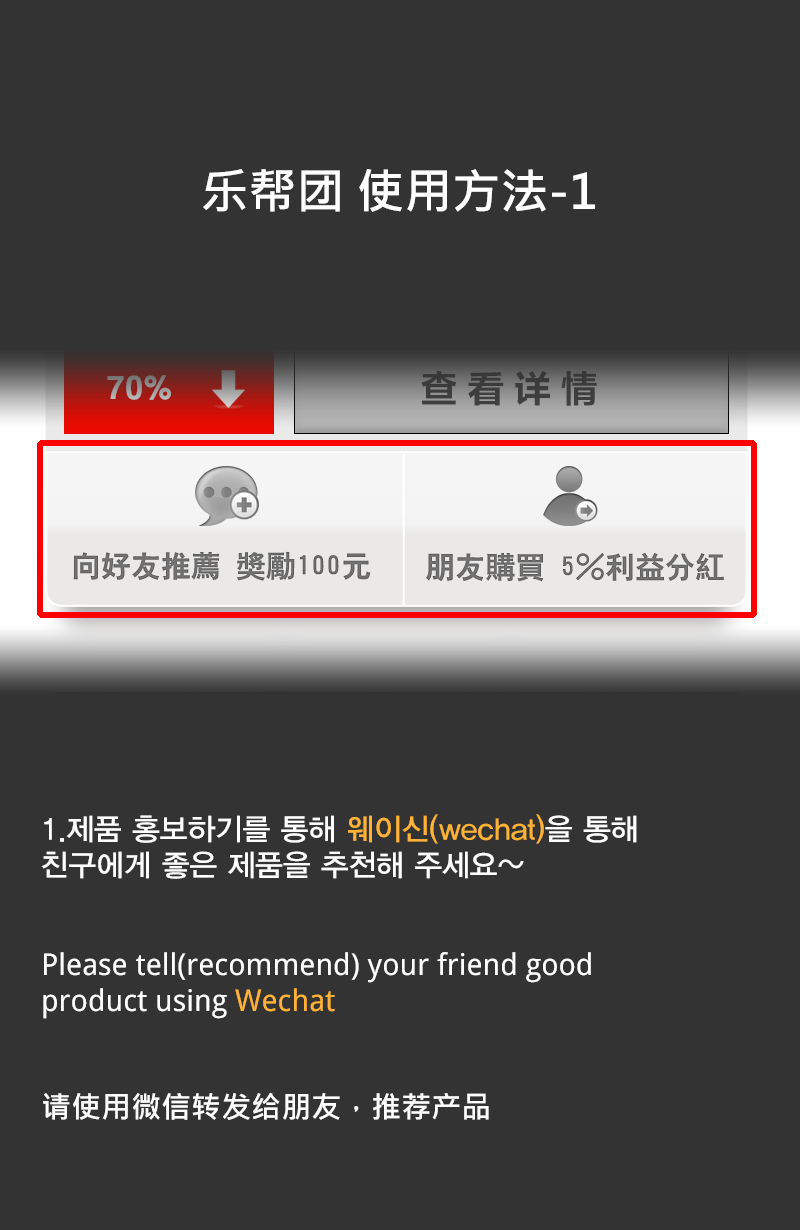 乐帮团 使用方法-1
70%
查看详情
向好友推薦 獎勵100元
朋友購買 5%利益分紅
1.제품 홍보하기를 통해 웨이신(wechat)을 통해
친구에게 좋은 제품을 추천해 주세요~
Please tell(recommend) your friend good
product using Wechat
请使用微信转发给朋友，推荐产品